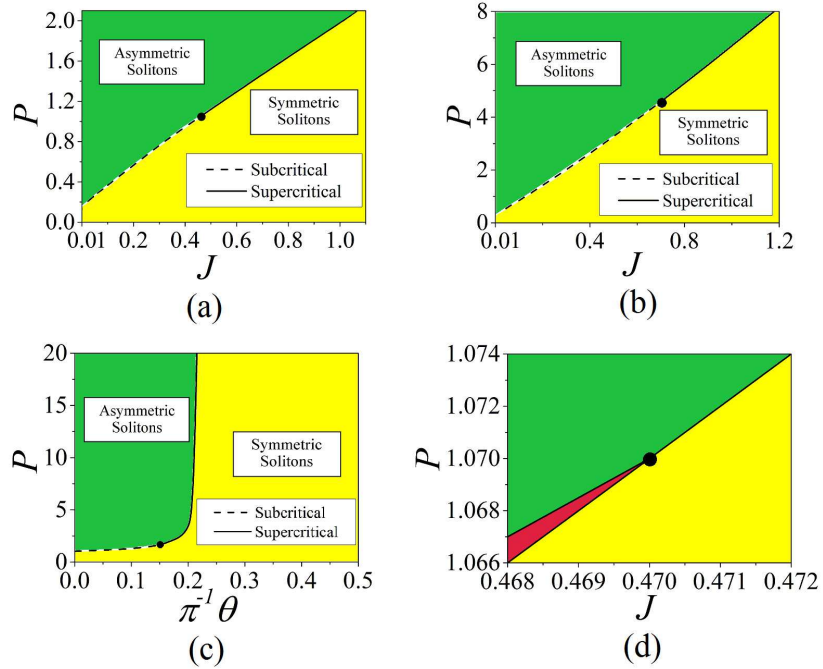 2.0
1.6
1.2
0.8
0.4
0.0
P
Asymmetric
Solitons
Symmetric
Solitons
Subcritical
Supercritical
0.01 0.2 0.4 0.6 0.8 1.0
J
(a)
8
6
4
2
0
P
Asymmetric
Solitons
Symmetric
Solitons
Subcritical
Supercritical
0.01 0.4 0.8 1.2
J
(b)
20
15
10
5
0
P
Asymmetric
Solitons
Symmetric
Solitons
Subcritical
Supercritical
0.0 0.1 0.2 0.3 0.4 0.5
π⁻¹θ
(c)
1.074
1.072
1.070
1.068
1.066
P
0.468 0.469 0.470 0.471 0.472
J
(d)